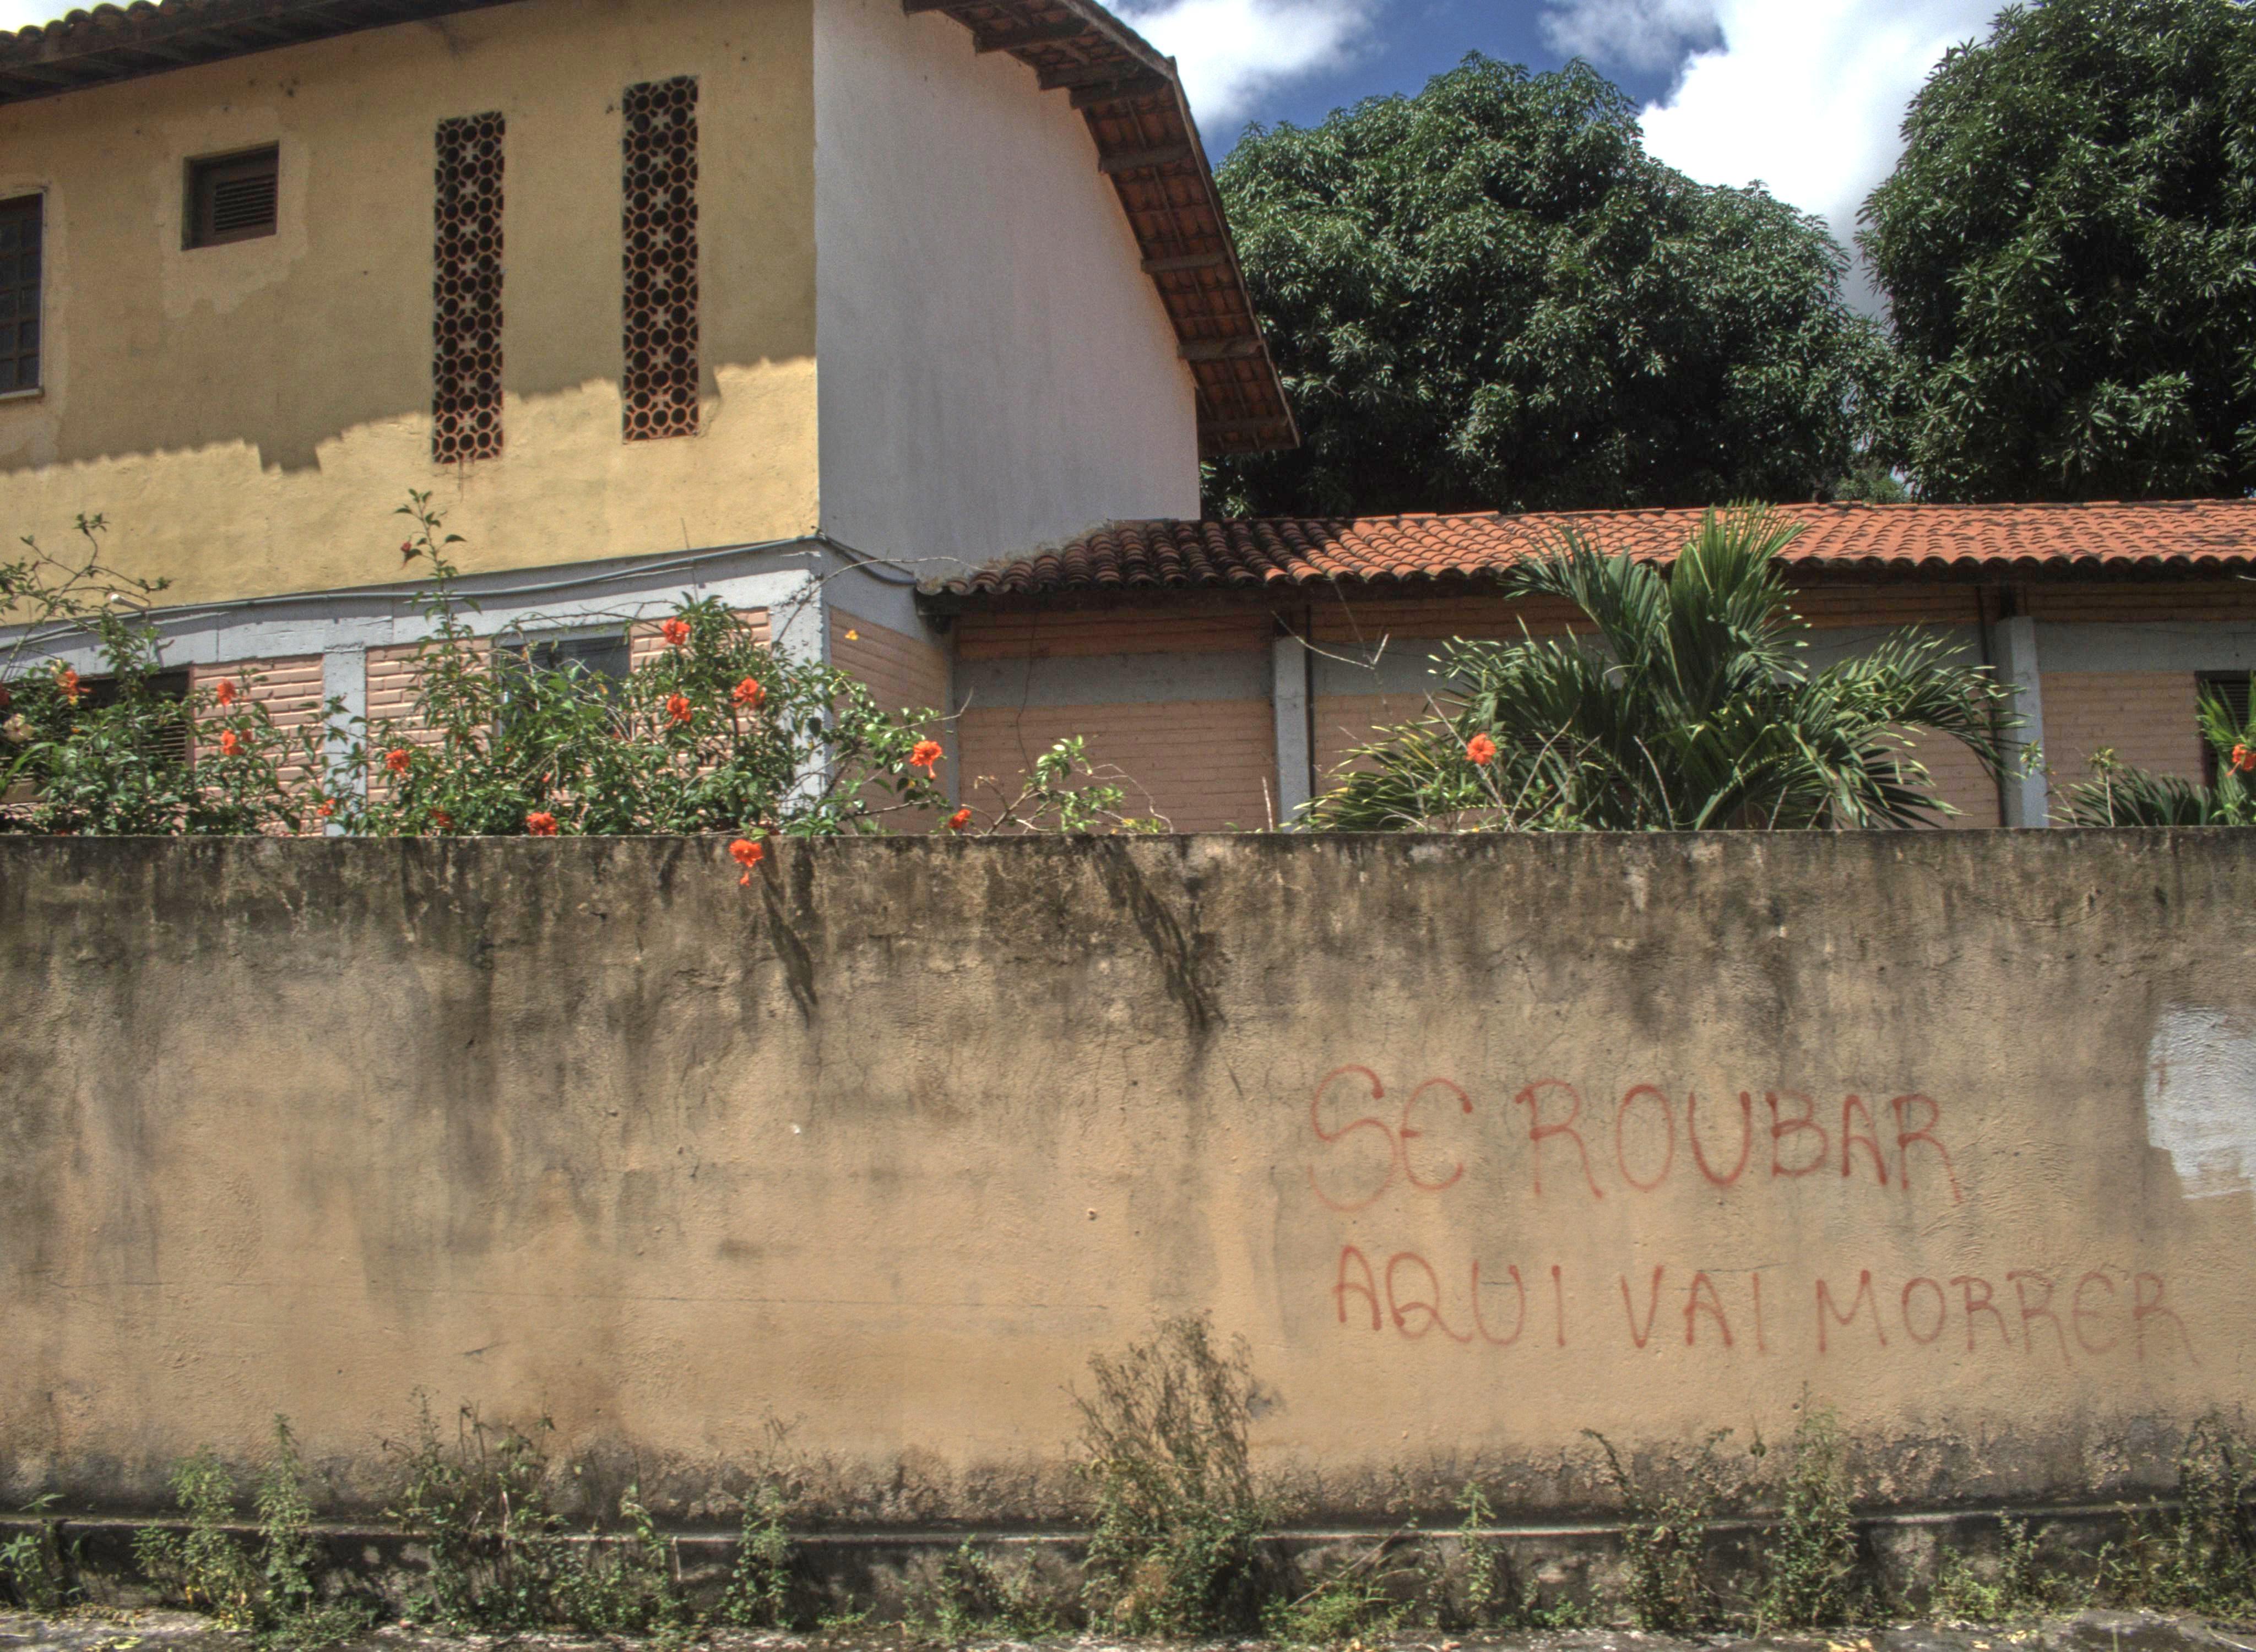 SE ROUBAR
AQUI VAI MORRER